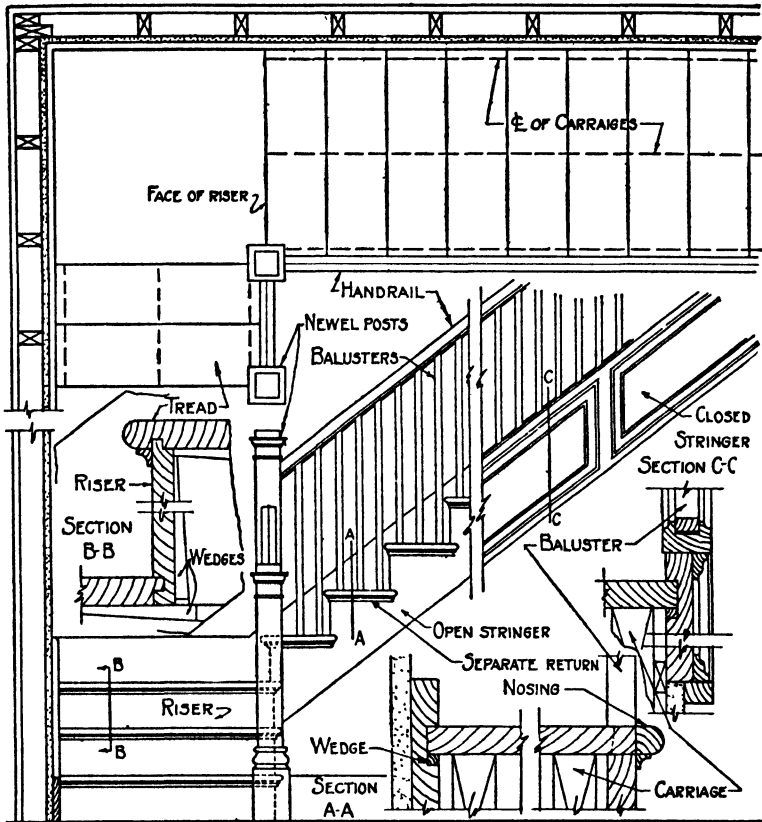 ℄ OF CARRAIGES
FACE OF RISER
HANDRAIL
NEWEL POSTS
BALUSTERS
C
TREAD
CLOSED
STRINGER
SECTION C-C
RISER
SECTION
B-B
WEDGES
C
BALUSTER
A
A
OPEN STRINGER
SEPARATE RETURN
B
NOSING
RISER
B
WEDGE
SECTION
A-A
CARRIAGE